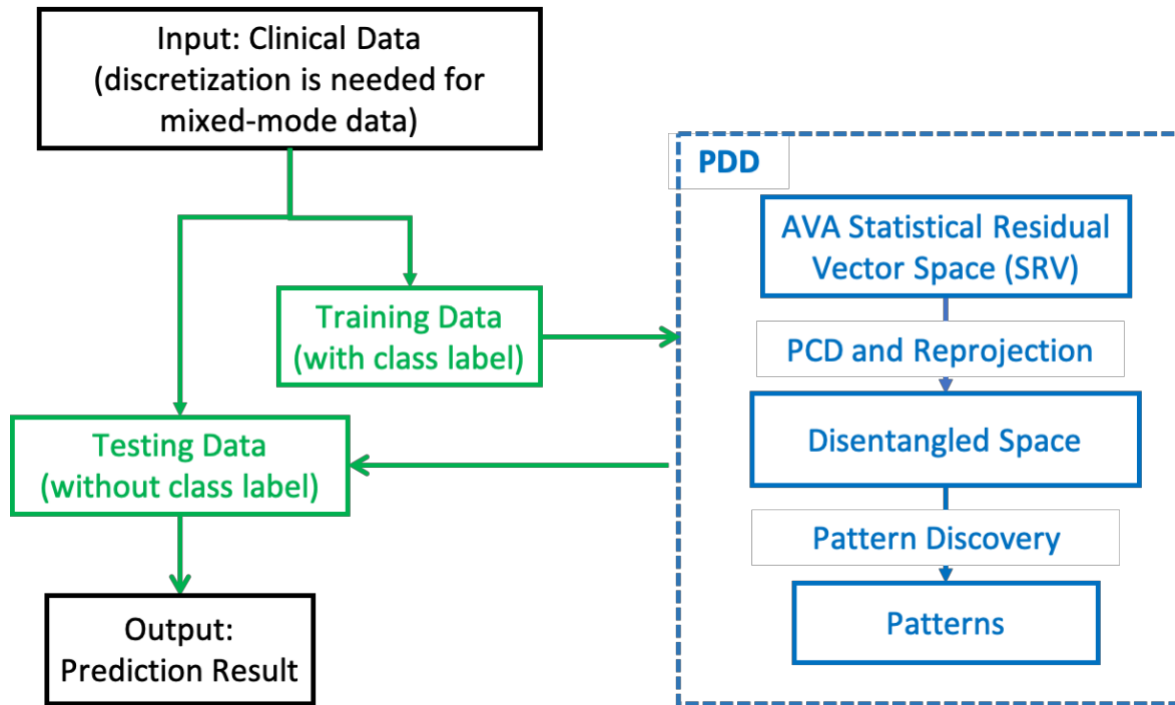 Input: Clinical Data
(discretization is needed for
mixed-mode data)
Training Data
(with class label)
Testing Data
(without class label)
Output:
Prediction Result
PDD
AVA Statistical Residual
Vector Space (SRV)
PCD and Reprojection
Disentangled Space
Pattern Discovery
Patterns